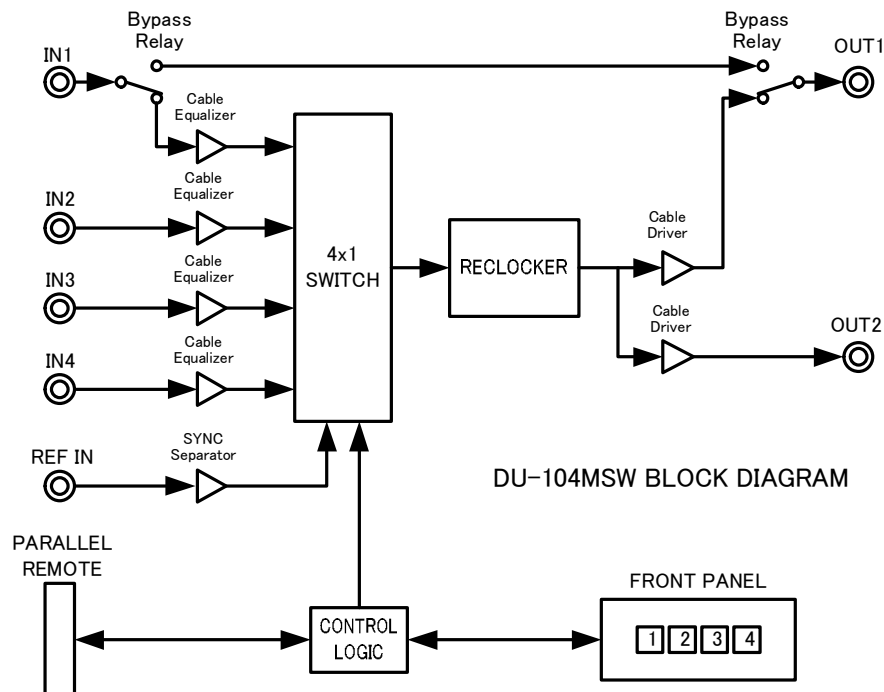 Bypass
Relay
Bypass
Relay
IN1
OUT1
Cable
Equalizer
IN2
Cable
Equalizer
IN3
Cable
Equalizer
IN4
Cable
Equalizer
REF IN
SYNC
Separator
4x1
SWITCH
RECLOCKER
Cable
Driver
Cable
Driver
OUT2
DU-104MSW BLOCK DIAGRAM
PARALLEL
REMOTE
CONTROL
LOGIC
FRONT PANEL
1 2 3 4